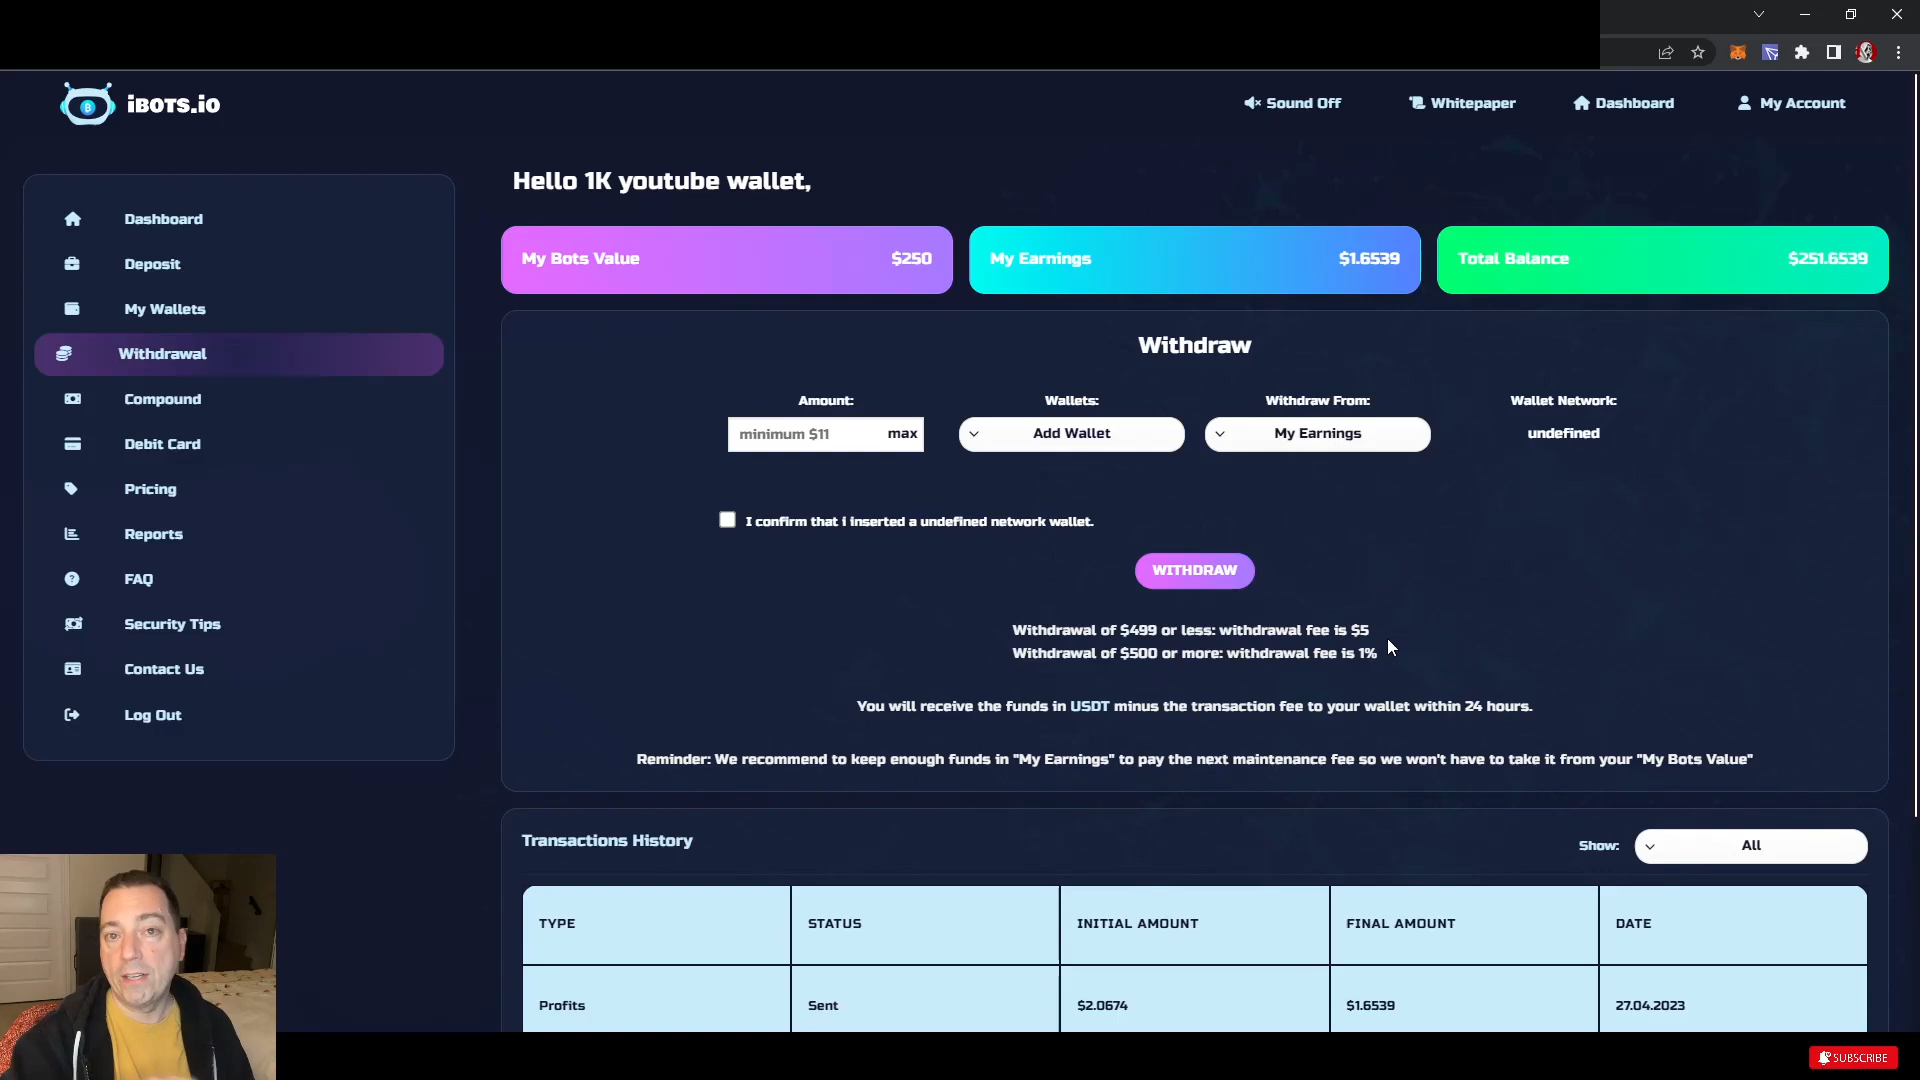 iBOTS.iO
Sound Off
Whitepaper
Dashboard
My Account
Dashboard
Deposit
My Wallets
Withdrawal
Compound
Debit Card
Pricing
Reports
FAQ
Security Tips
Contact Us
Log Out
Hello 1K youtube wallet,
My Bots Value $250
My Earnings $1.6539
Total Balance $251.6539
Withdraw
Amount: Wallets: Withdraw From: Wallet Network:
minimum $11 max Add Wallet My Earnings undefined
I confirm that i inserted a undefined network wallet.
WITHDRAW
Withdrawal of $499 or less: withdrawal fee is $5
Withdrawal of $500 or more: withdrawal fee is 1%
You will receive the funds in USDT minus the transaction fee to your wallet within 24 hours.
Reminder: We recommend to keep enough funds in "My Earnings" to pay the next maintenance fee so we won't have to take it from your "My Bots Value"
Transactions History
Show: All
TYPE STATUS INITIAL AMOUNT FINAL AMOUNT DATE
Profits Sent $2.0674 $1.6539 27.04.2023
SUBSCRIBE